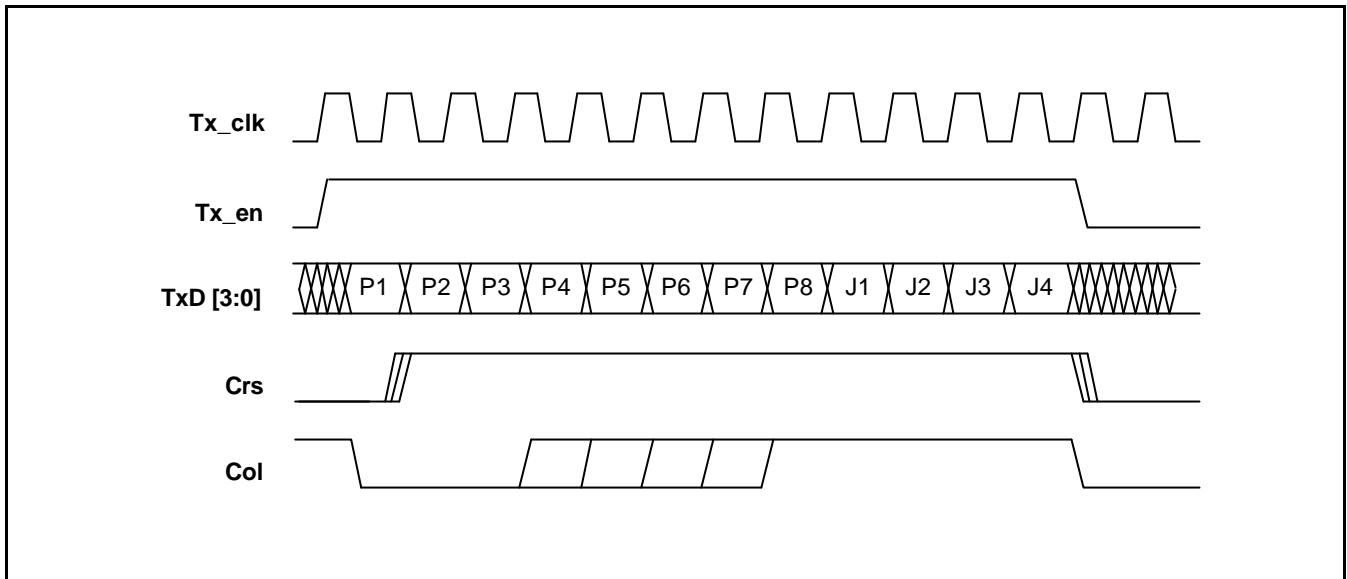 Tx_clk
Tx_en
TxD [3:0] P1 P2 P3 P4 P5 P6 P7 P8 J1 J2 J3 J4
Crs
Col